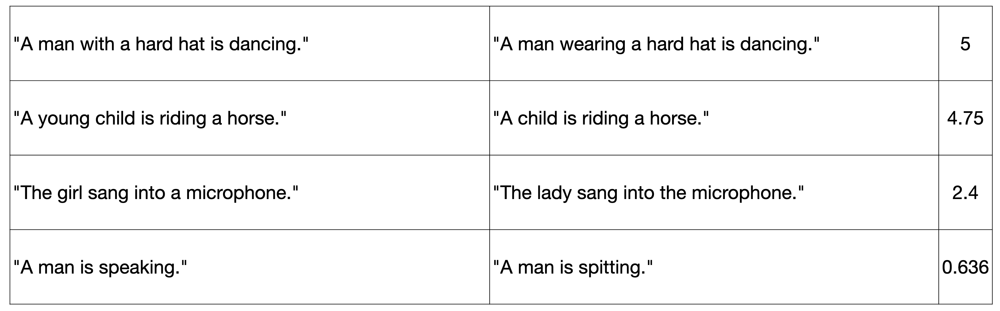 "A man with a hard hat is dancing." "A man wearing a hard hat is dancing." 5
"A young child is riding a horse." "A child is riding a horse." 4.75
"The girl sang into a microphone." "The lady sang into the microphone." 2.4
"A man is speaking." "A man is spitting." 0.636